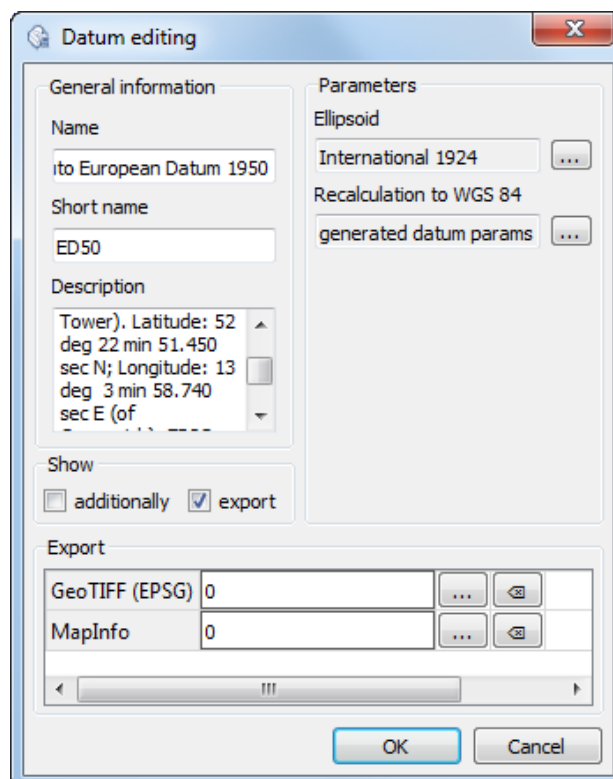 Datum editing
General information
Name
ito European Datum 1950
Short name
ED50
Description
Tower). Latitude: 52
deg 22 min 51.450
sec N; Longitude: 13
deg 3 min 58.740
sec E (of
Show
additionally
export
Parameters
Ellipsoid
International 1924
...
Recalculation to WGS 84
generated datum params
...
Export
GeoTIFF (EPSG) 0 ...
MapInfo 0 ...
OK Cancel